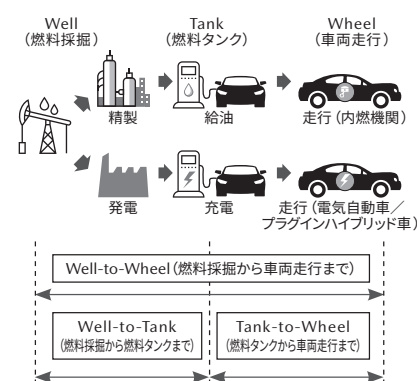 Well
(燃料採掘)
Tank
(燃料タンク)
Wheel
(車両走行)
精製
給油
走行(内燃機関)
発電
充電
走行(電気自動車/
プラグインハイブリッド車)
Well-to-Wheel(燃料採掘から車両走行まで)
Well-to-Tank
(燃料採掘から燃料タンクまで)
Tank-to-Wheel
(燃料タンクから車両走行まで)